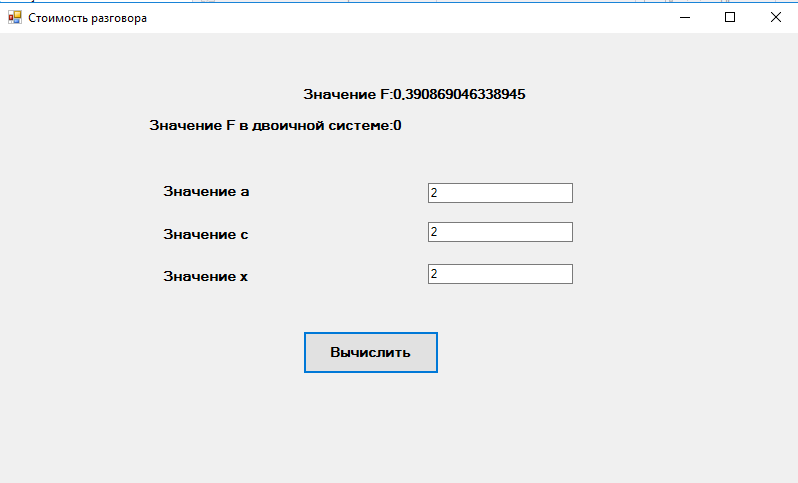 Стоимость разговора
Значение F:0,390869046338945
Значение F в двоичной системе:0
Значение а 2
Значение с 2
Значение х 2
Вычислить